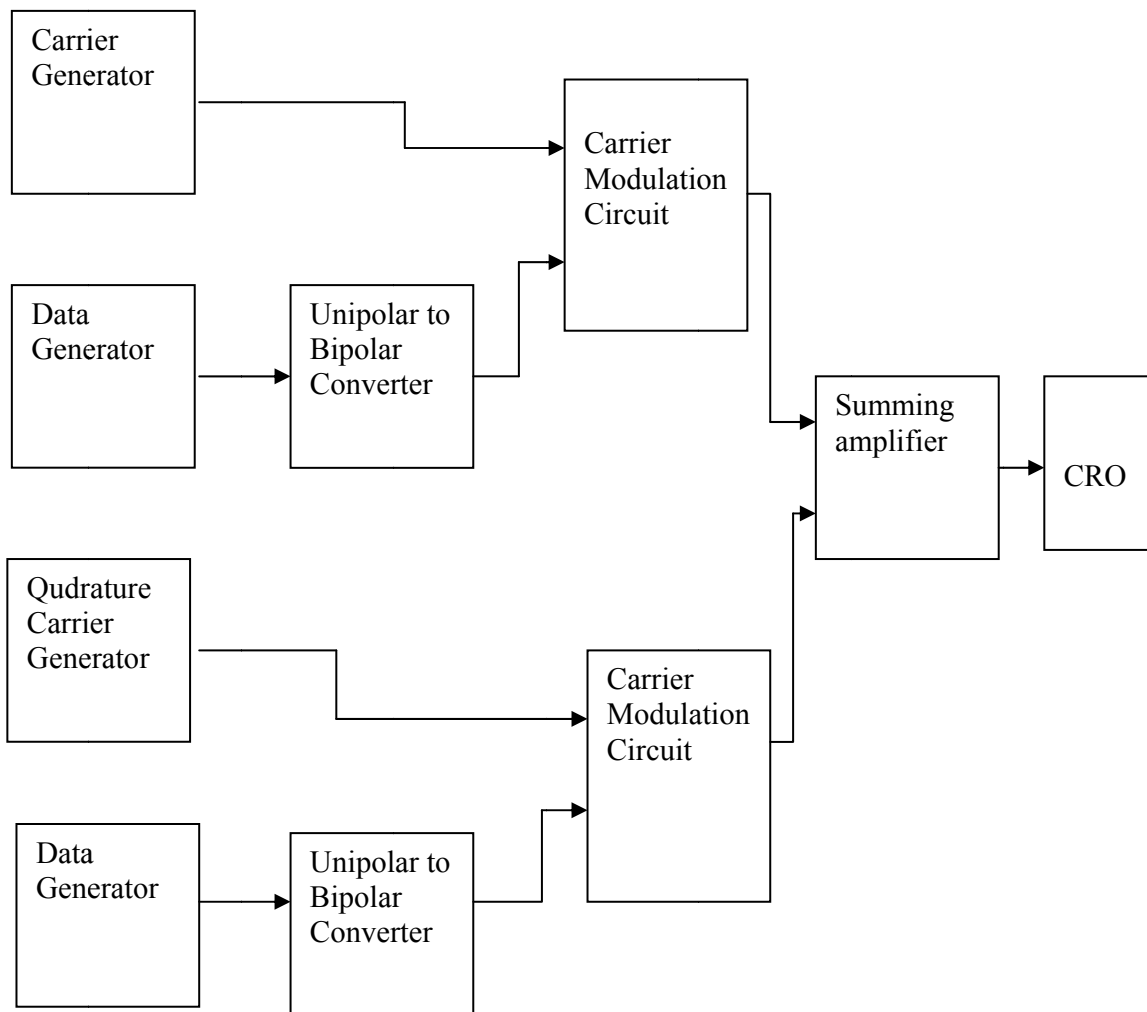 Carrier
Generator
Carrier
Modulation
Circuit
Data
Generator
Unipolar to
Bipolar
Converter
Summing
amplifier
CRO
Qudrature
Carrier
Generator
Carrier
Modulation
Circuit
Data
Generator
Unipolar to
Bipolar
Converter